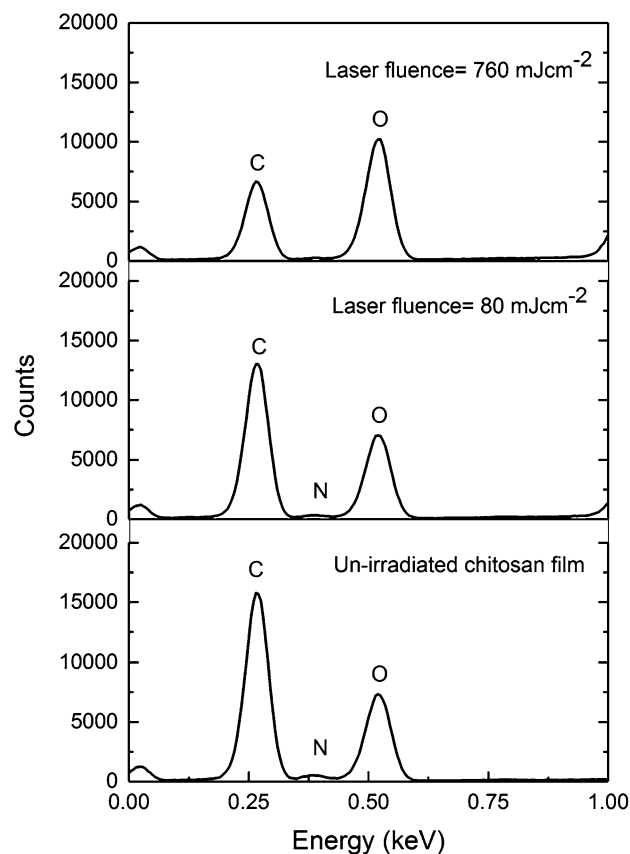 20000
Laser fluence= 760 mJcm-2
15000
O
10000
C
5000
0
20000
Laser fluence= 80 mJcm-2
15000
C
10000
O
5000
N
0
Counts
20000
Un-irradiated chitosan film
C
15000
10000
O
5000
N
0
0.00 0.25 0.50 0.75 1.00
Energy (keV)